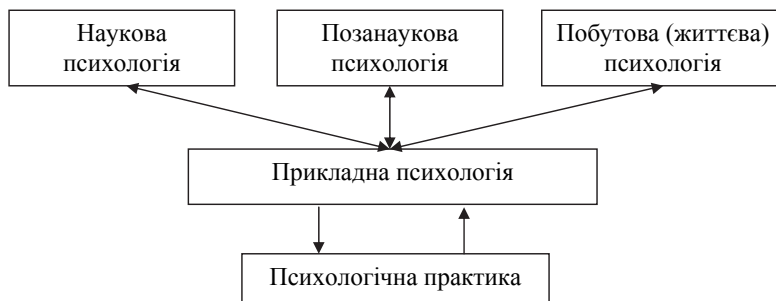 Наукова
психологія
Позанаукова
психологія
Побутова (життєва)
психологія
Прикладна психологія
Психологічна практика